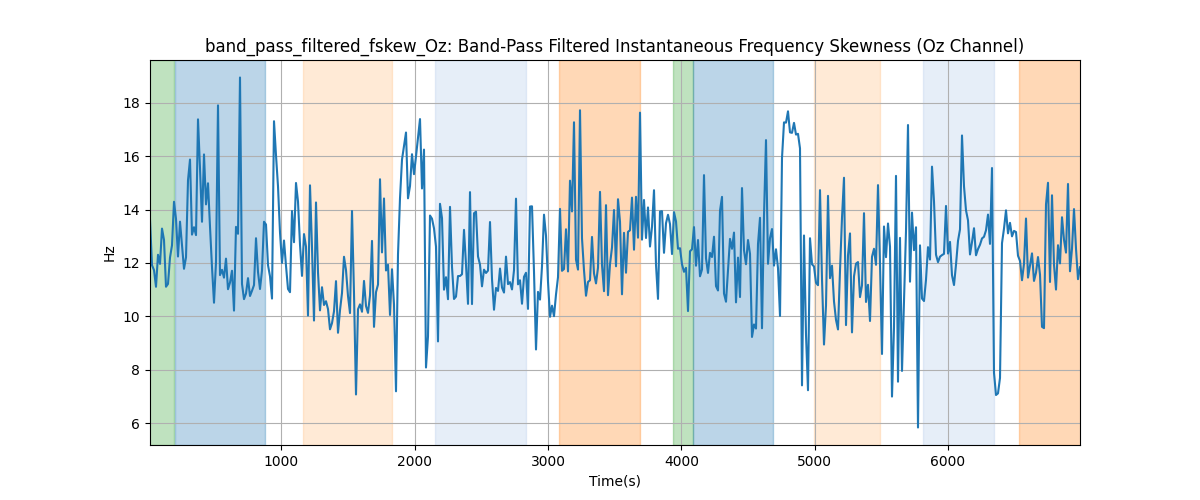 band_pass_filtered_fskew_Oz: Band-Pass Filtered Instantaneous Frequency Skewness (Oz Channel)
18
16
14
12
10
8
6
Hz
1000 2000 3000 4000 5000 6000
Time(s)